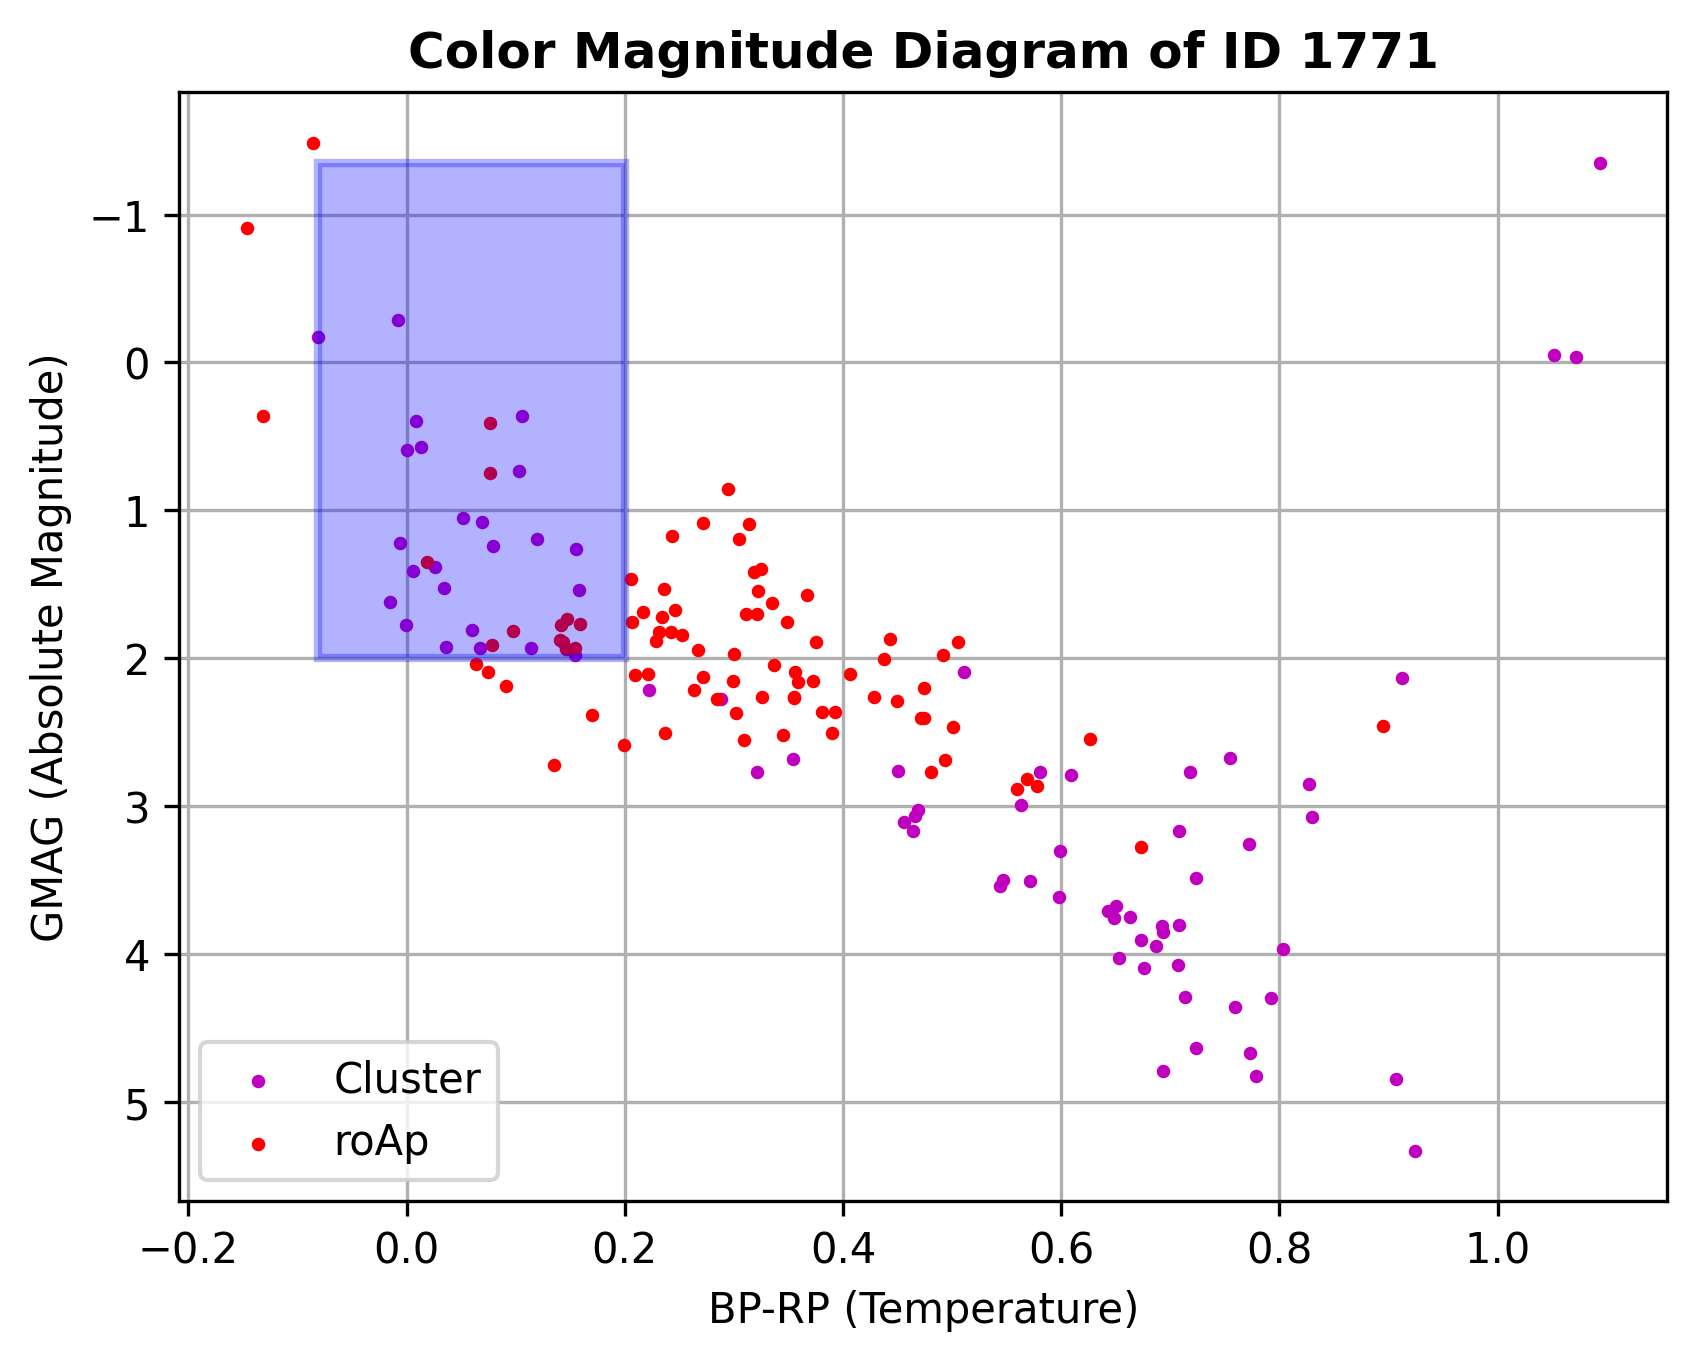 Color Magnitude Diagram of ID 1771
GMAG (Absolute Magnitude)
−1
0
1
2
3
4
5
Cluster
roAp
−0.2 0.0 0.2 0.4 0.6 0.8 1.0
BP-RP (Temperature)